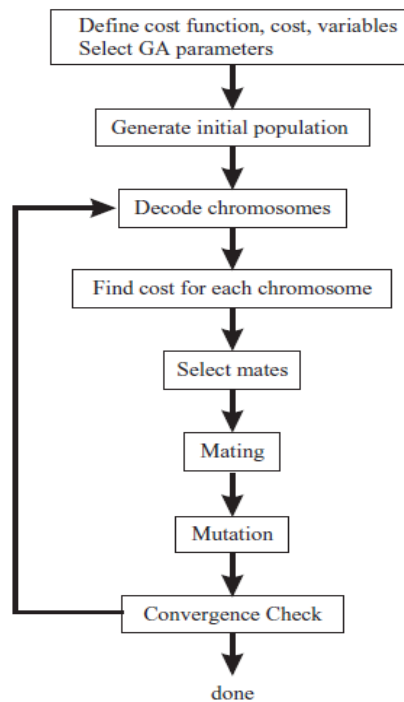 Define cost function, cost, variables
Select GA parameters
Generate initial population
Decode chromosomes
Find cost for each chromosome
Select mates
Mating
Mutation
Convergence Check
done